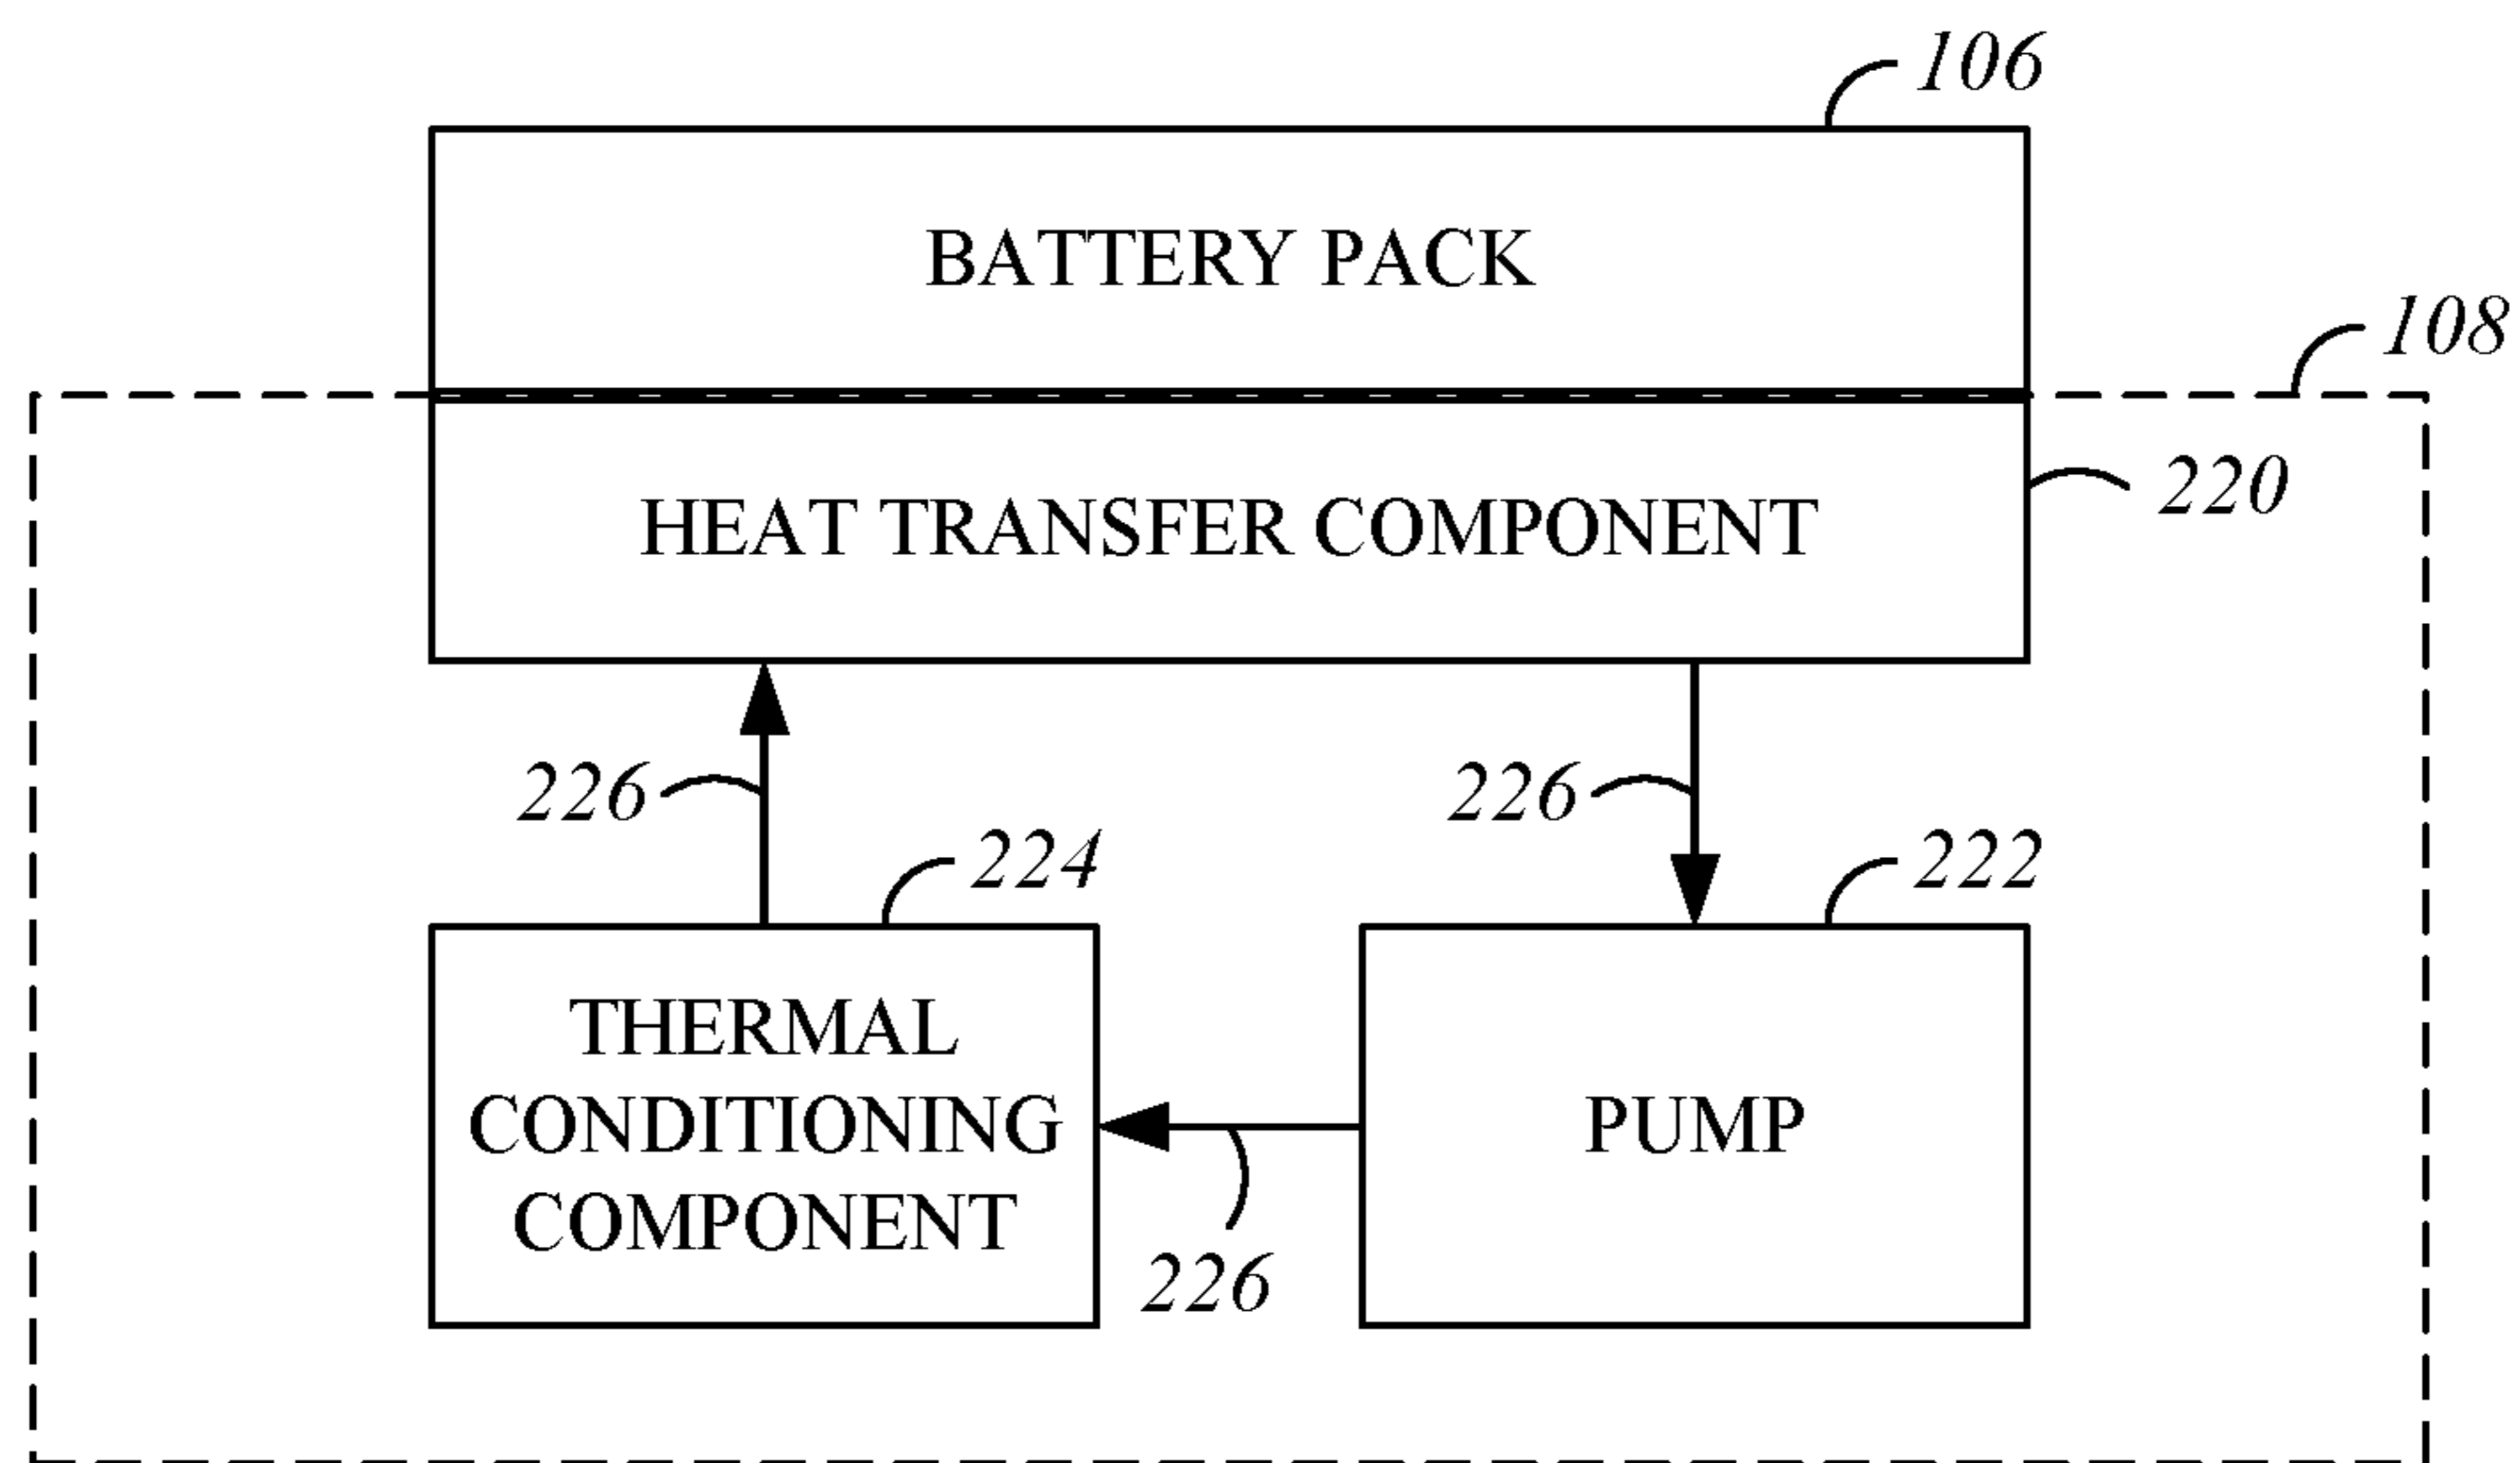 106
BATTERY PACK
108
HEAT TRANSFER COMPONENT
220
226
226
224
222
THERMAL
CONDITIONING
COMPONENT
PUMP
226